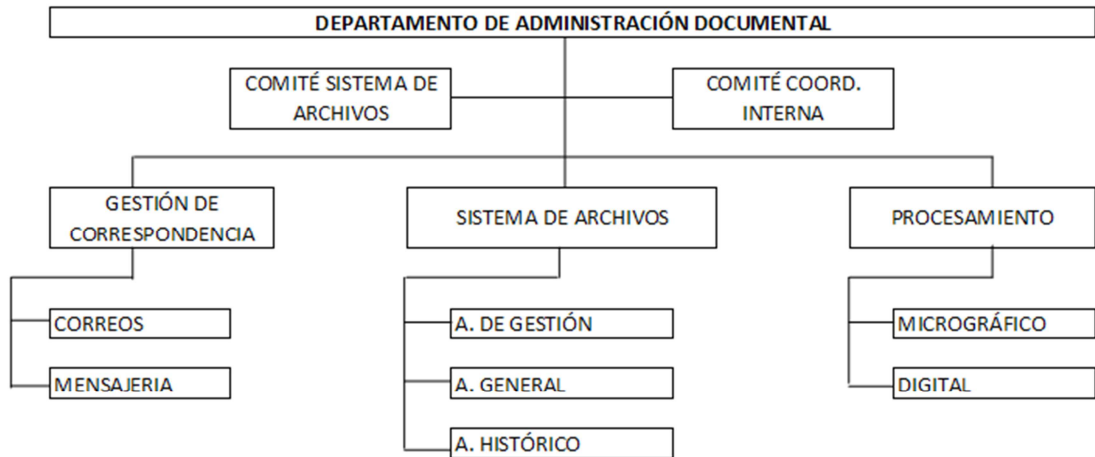 DEPARTAMENTO DE ADMINISTRACIÓN DOCUMENTAL
COMITÉ SISTEMA DE
ARCHIVOS
COMITÉ COORD.
INTERNA
GESTIÓN DE
CORRESPONDENCIA
SISTEMA DE ARCHIVOS
PROCESAMIENTO
CORREOS
MENSAJERIA
A. DE GESTIÓN
A. GENERAL
A. HISTÓRICO
MICROGRÁFICO
DIGITAL